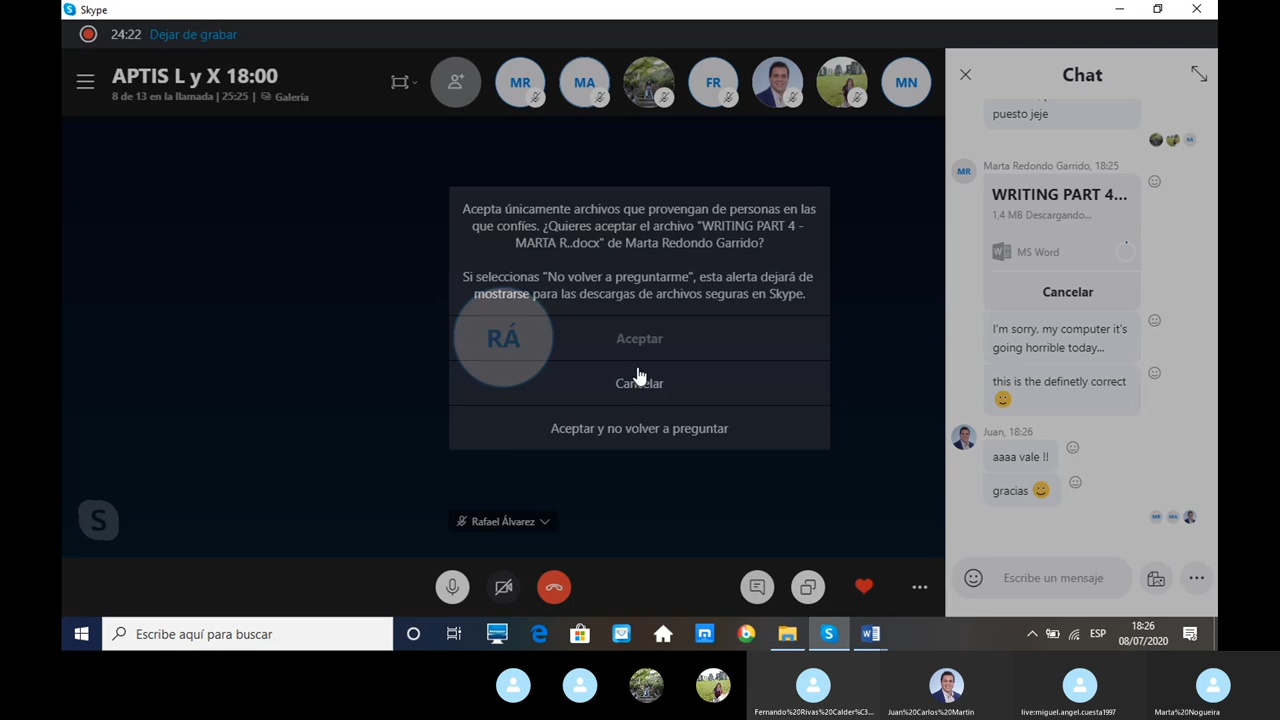 Skype
24:22 Dejar de grabar
APTIS L y X 18:00
8 de 13 en la llamada | 25:25 | Galería
MR
MA
FR
MN
Chat
puesto jeje
RÁ
Marta Redondo Garrido, 18:25
MR
WRITING PART 4...
1,4 MB Descargando...
MS Word
Cancelar
I'm sorry, my computer it's
going horrible today...
this is the definetly correct
Juan, 18:26
aaaa vale !!
gracias
MR MA
Escribe un mensaje
Acepta únicamente archivos que provengan de personas en las
que confíes. ¿Quieres aceptar el archivo "WRITING PART 4 -
MARTA R..docx" de Marta Redondo Garrido?
Si seleccionas "No volver a preguntarme", esta alerta dejará de
mostrarse para las descargas de archivos seguras en Skype.
RÁ
Aceptar
Cancelar
Aceptar y no volver a preguntar
S
Rafael Álvarez
Escribe aquí para buscar
ESP
18:26
08/07/2020
Fernando%20Rivas%20Calder%C3...
Juan%20Carlos%20Martin
live:miguel.angel.cuesta1997
Marta%20Nogueira